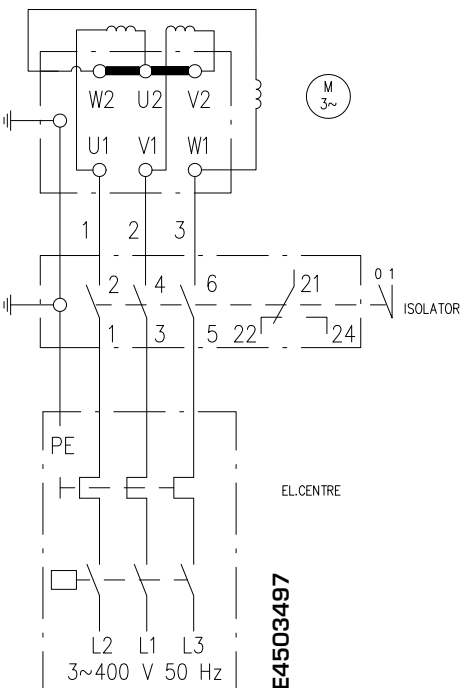 W2 U2 V2
M
3~
U1 V1 W1
1 2 3
2 4 6 21
0 1
ISOLATOR
1 3 5 22 24
PE
EL.CENTRE
L2 L1 L3
3~400 V 50 Hz
E4503497